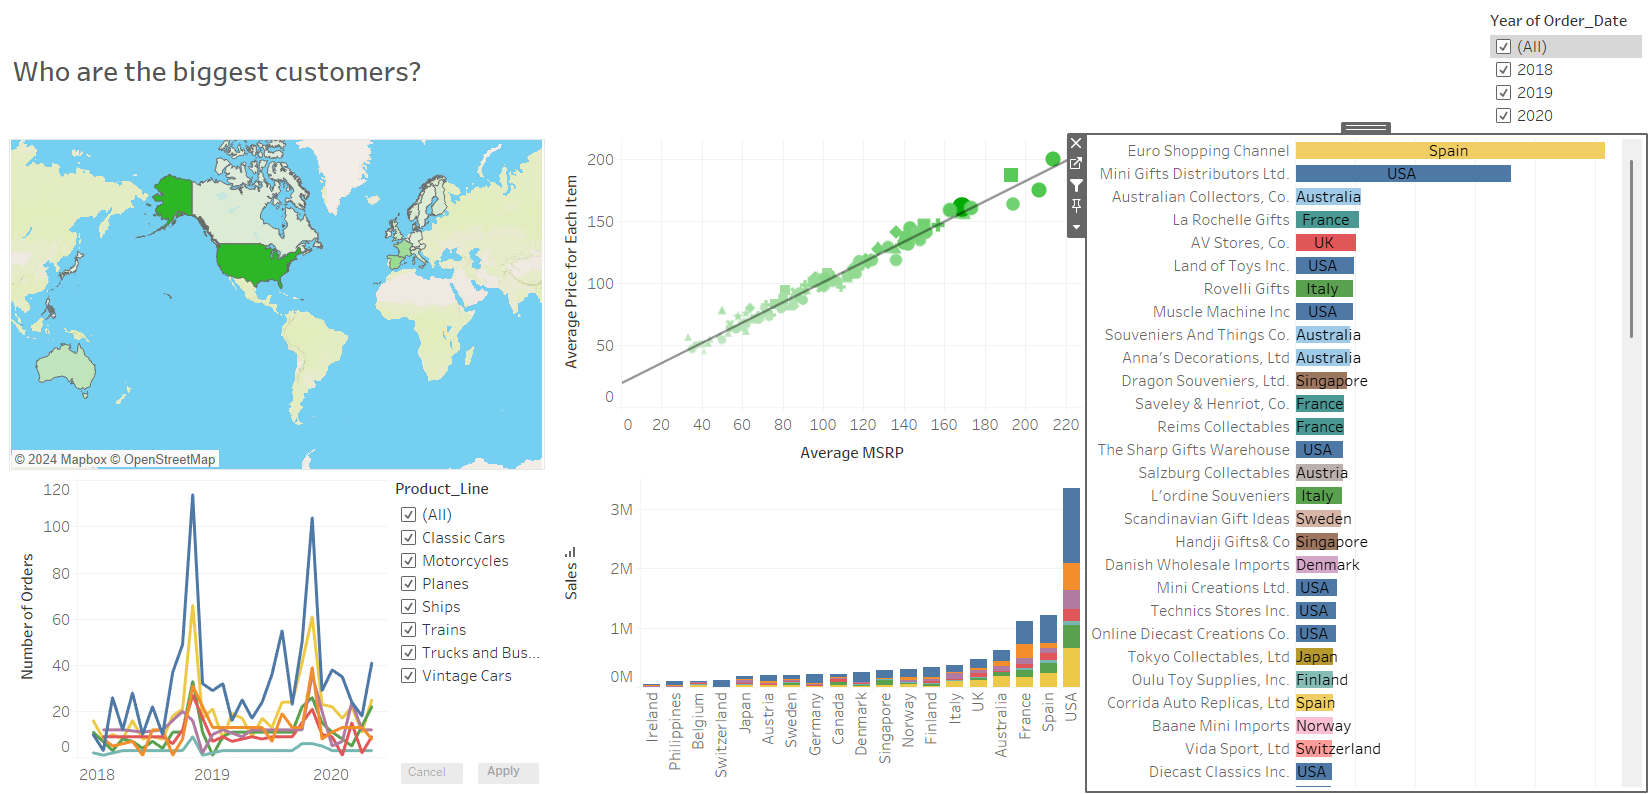 Year of Order_Date
(All)
2018
2019
2020
Who are the biggest customers?
© 2024 Mapbox © OpenStreetMap
Average Price for Each Item
200
150
100
50
0
0 20 40 60 80 100 120 140 160 180 200 220
Average MSRP
Number of Orders
120
100
80
60
40
20
0
2018 2019 2020
Product_Line
(All)
Classic Cars
Motorcycles
Planes
Ships
Trains
Trucks and Bus...
Vintage Cars
Cancel Apply
Sales
3M
2M
1M
0M
Ireland
Philippines
Belgium
Switzerland
Japan
Austria
Sweden
Germany
Canada
Denmark
Singapore
Norway
Finland
Italy
UK
Australia
France
Spain
USA
Euro Shopping Channel Spain
Mini Gifts Distributors Ltd. USA
Australian Collectors, Co. Australia
La Rochelle Gifts France
AV Stores, Co. UK
Land of Toys Inc. USA
Rovelli Gifts Italy
Muscle Machine Inc USA
Souveniers And Things Co. Australia
Anna's Decorations, Ltd Australia
Dragon Souveniers, Ltd. Singapore
Saveley & Henriot, Co. France
Reims Collectables France
The Sharp Gifts Warehouse USA
Salzburg Collectables Austria
L'ordine Souveniers Italy
Scandinavian Gift Ideas Sweden
Handji Gifts& Co Singapore
Danish Wholesale Imports Denmark
Mini Creations Ltd. USA
Technics Stores Inc. USA
Online Diecast Creations Co. USA
Tokyo Collectables, Ltd Japan
Oulu Toy Supplies, Inc. Finland
Corrida Auto Replicas, Ltd Spain
Baane Mini Imports Norway
Vida Sport, Ltd Switzerland
Diecast Classics Inc. USA